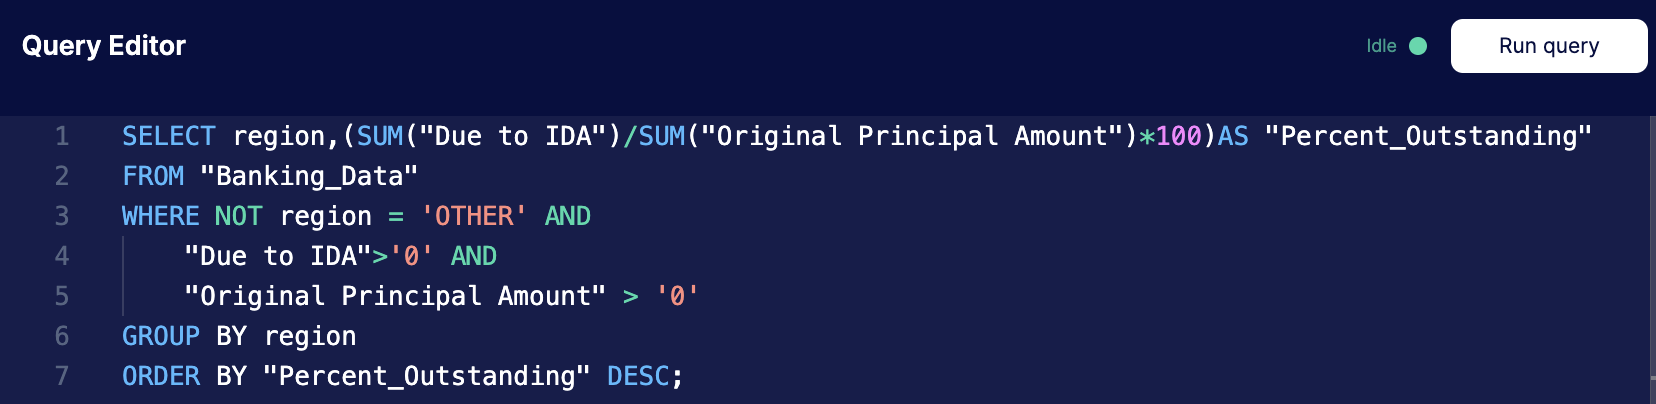 Query Editor
Idle
Run query
1 SELECT region,(SUM("Due to IDA")/SUM("Original Principal Amount")*100)AS "Percent_Outstanding"
2 FROM "Banking_Data"
3 WHERE NOT region = 'OTHER' AND
4 "Due to IDA">'0' AND
5 "Original Principal Amount" > '0'
6 GROUP BY region
7 ORDER BY "Percent_Outstanding" DESC;